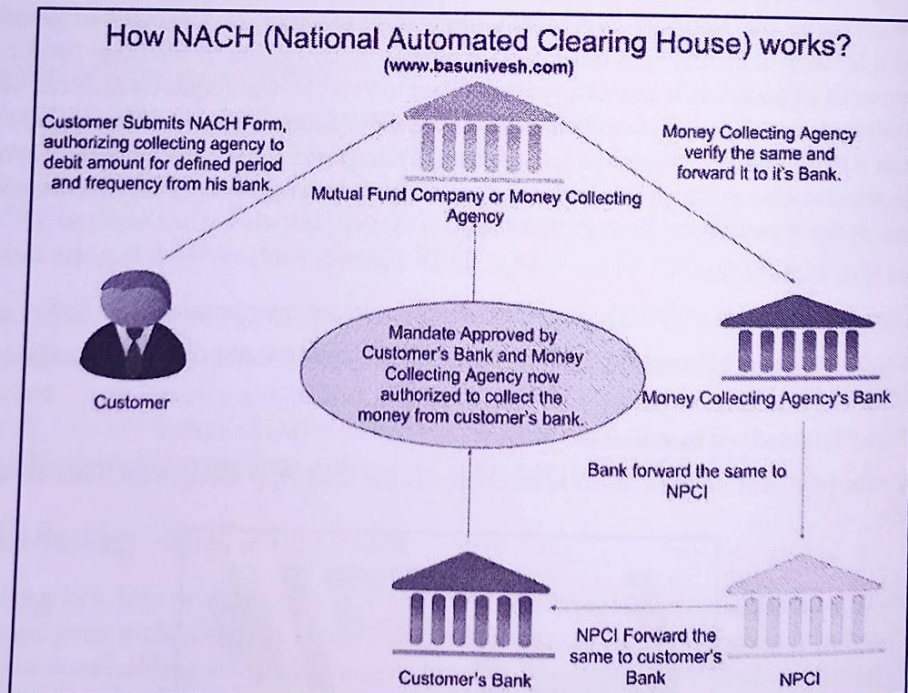 How NACH (National Automated Clearing House) works?
(www.basunivesh.com)
Customer Submits NACH Form,
authorizing collecting agency to
debit amount for defined period
and frequency from his bank.
Money Collecting Agency
verify the same and
forward it to it's Bank.
Mutual Fund Company or Money Collecting
Agency
Mandate Approved by
Customer's Bank and Money
Collecting Agency now
authorized to collect the
money from customer's bank.
Customer
Money Collecting Agency's Bank
Bank forward the same to
NPCI
NPCI Forward the
same to customer's
Bank
Customer's Bank
NPCI